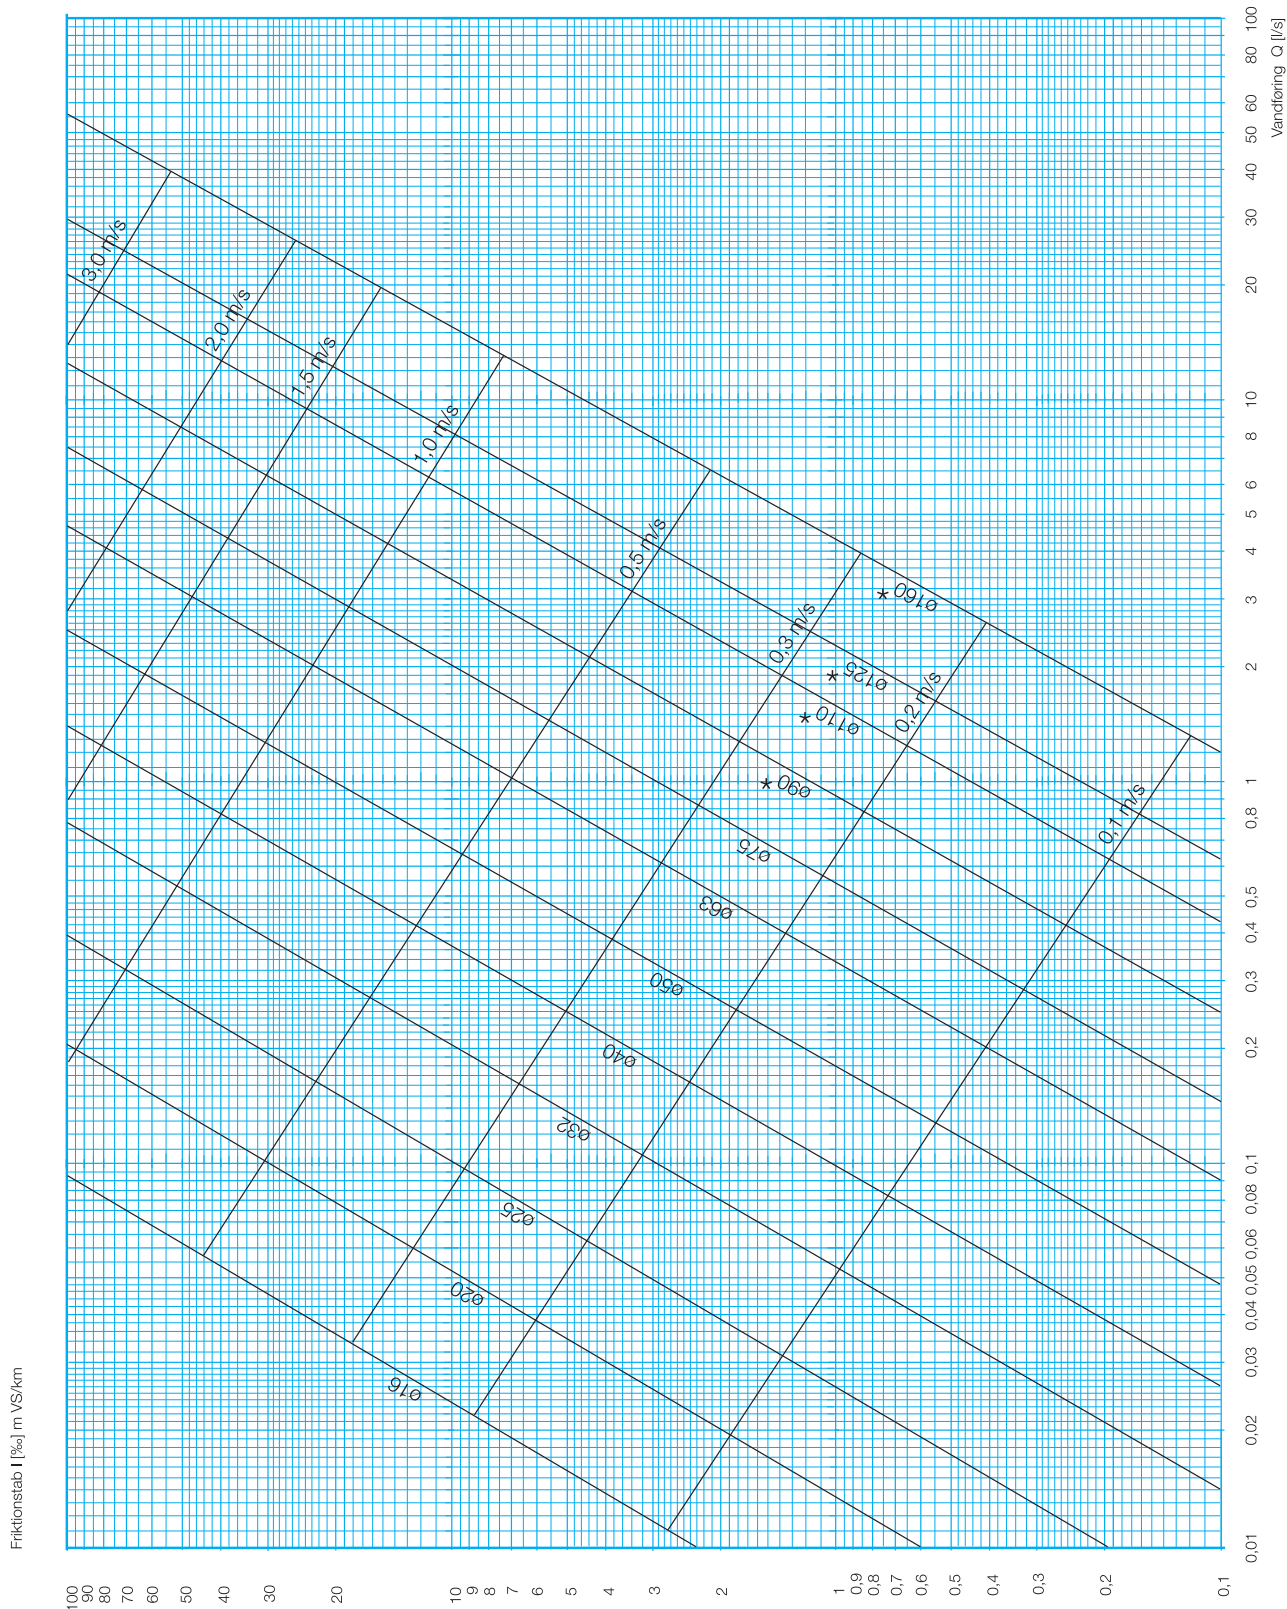 Friktionstab I [‰] m VS/km
100
90
80
70
60
50
40
30
20
10
9
8
7
6
5
4
3
2
1
0,9
0,8
0,7
0,6
0,5
0,4
0,3
0,2
0,1
Vandføring Q [l/s]
100
80
60
50
40
30
20
10
8
6
5
4
3
2
1
0,8
0,5
0,4
0,3
0,2
0,1
0,08
0,06
0,05
0,04
0,03
0,02
0,01
3,0 m/s
2,0 m/s
1,5 m/s
1,0 m/s
0,5 m/s
0,3 m/s
0,2 m/s
0,1 m/s
ø160 *
ø125 *
ø110 *
ø90 *
ø75
ø63
ø50
ø40
ø32
ø25
ø20
ø16